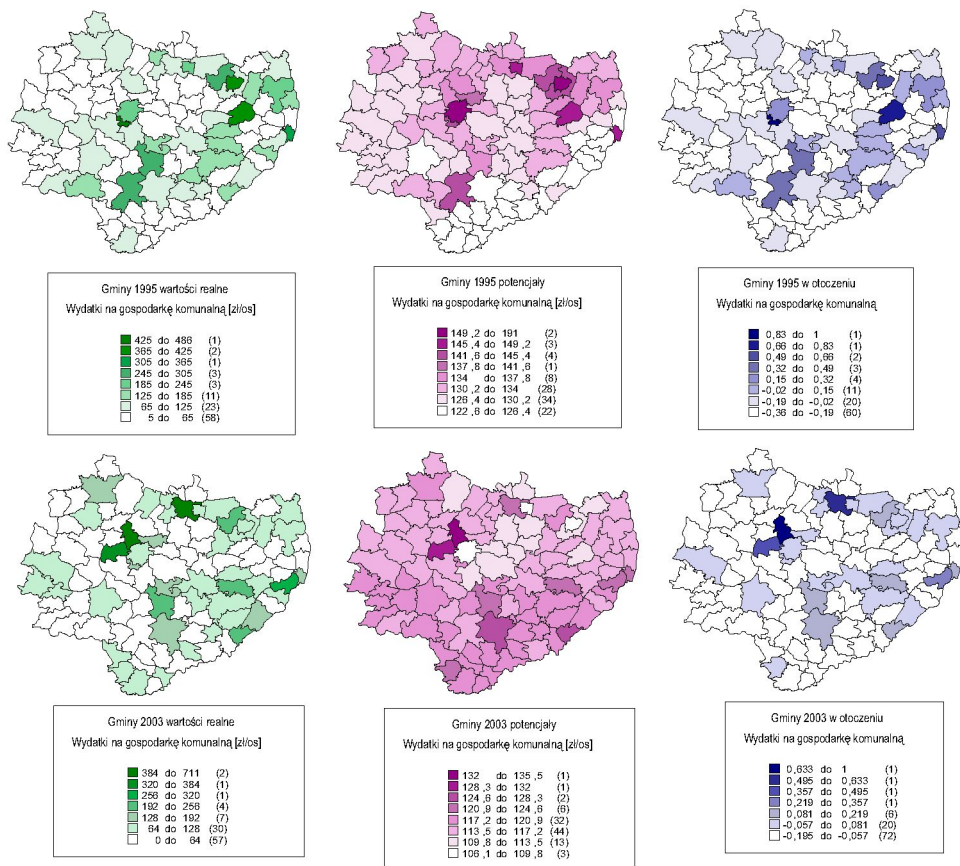 Gminy 1995 wartości realne
Wydatki na gospodarkę komunalną [zł/os]
425 do 486 (1)
365 do 425 (2)
305 do 365 (1)
245 do 305 (3)
185 do 245 (3)
125 do 185 (11)
65 do 125 (23)
5 do 65 (58)
Gminy 1995 potencjały
Wydatki na gospodarkę komunalną [zł/os]
149 ,2 do 191 (2)
145 ,4 do 149 ,2 (3)
141 ,6 do 145 ,4 (4)
137 ,8 do 141 ,6 (1)
134 do 137 ,8 (8)
130 ,2 do 134 (28)
126 ,4 do 130 ,2 (34)
122 ,6 do 126 ,4 (22)
Gminy 1995 w otoczeniu
Wydatki na gospodarkę komunalną
0,83 do 1 (1)
0,66 do 0,83 (1)
0,49 do 0,66 (2)
0,32 do 0,49 (3)
0,15 do 0,32 (4)
-0,02 do 0,15 (11)
-0,19 do -0,02 (20)
-0,36 do -0,19 (60)
Gminy 2003 wartości realne
Wydatki na gospodarkę komunalną [zł/os]
384 do 711 (2)
320 do 384 (1)
256 do 320 (1)
192 do 256 (4)
128 do 192 (7)
64 do 128 (30)
0 do 64 (57)
Gminy 2003 potencjały
Wydatki na gospodarkę komunalną [zł/os]
132 do 135 ,5 (1)
128 ,3 do 132 (1)
124 ,6 do 128 ,3 (2)
120 ,9 do 124 ,6 (6)
117 ,2 do 120 ,9 (32)
113 ,5 do 117 ,2 (44)
109 ,8 do 113 ,5 (13)
106 ,1 do 109 ,8 (3)
Gminy 2003 w otoczeniu
Wydatki na gospodarkę komunalną
0,633 do 1 (1)
0,495 do 0,633 (1)
0,357 do 0,495 (1)
0,219 do 0,357 (1)
0,081 do 0,219 (6)
-0,057 do 0,081 (20)
-0,195 do -0,057 (72)